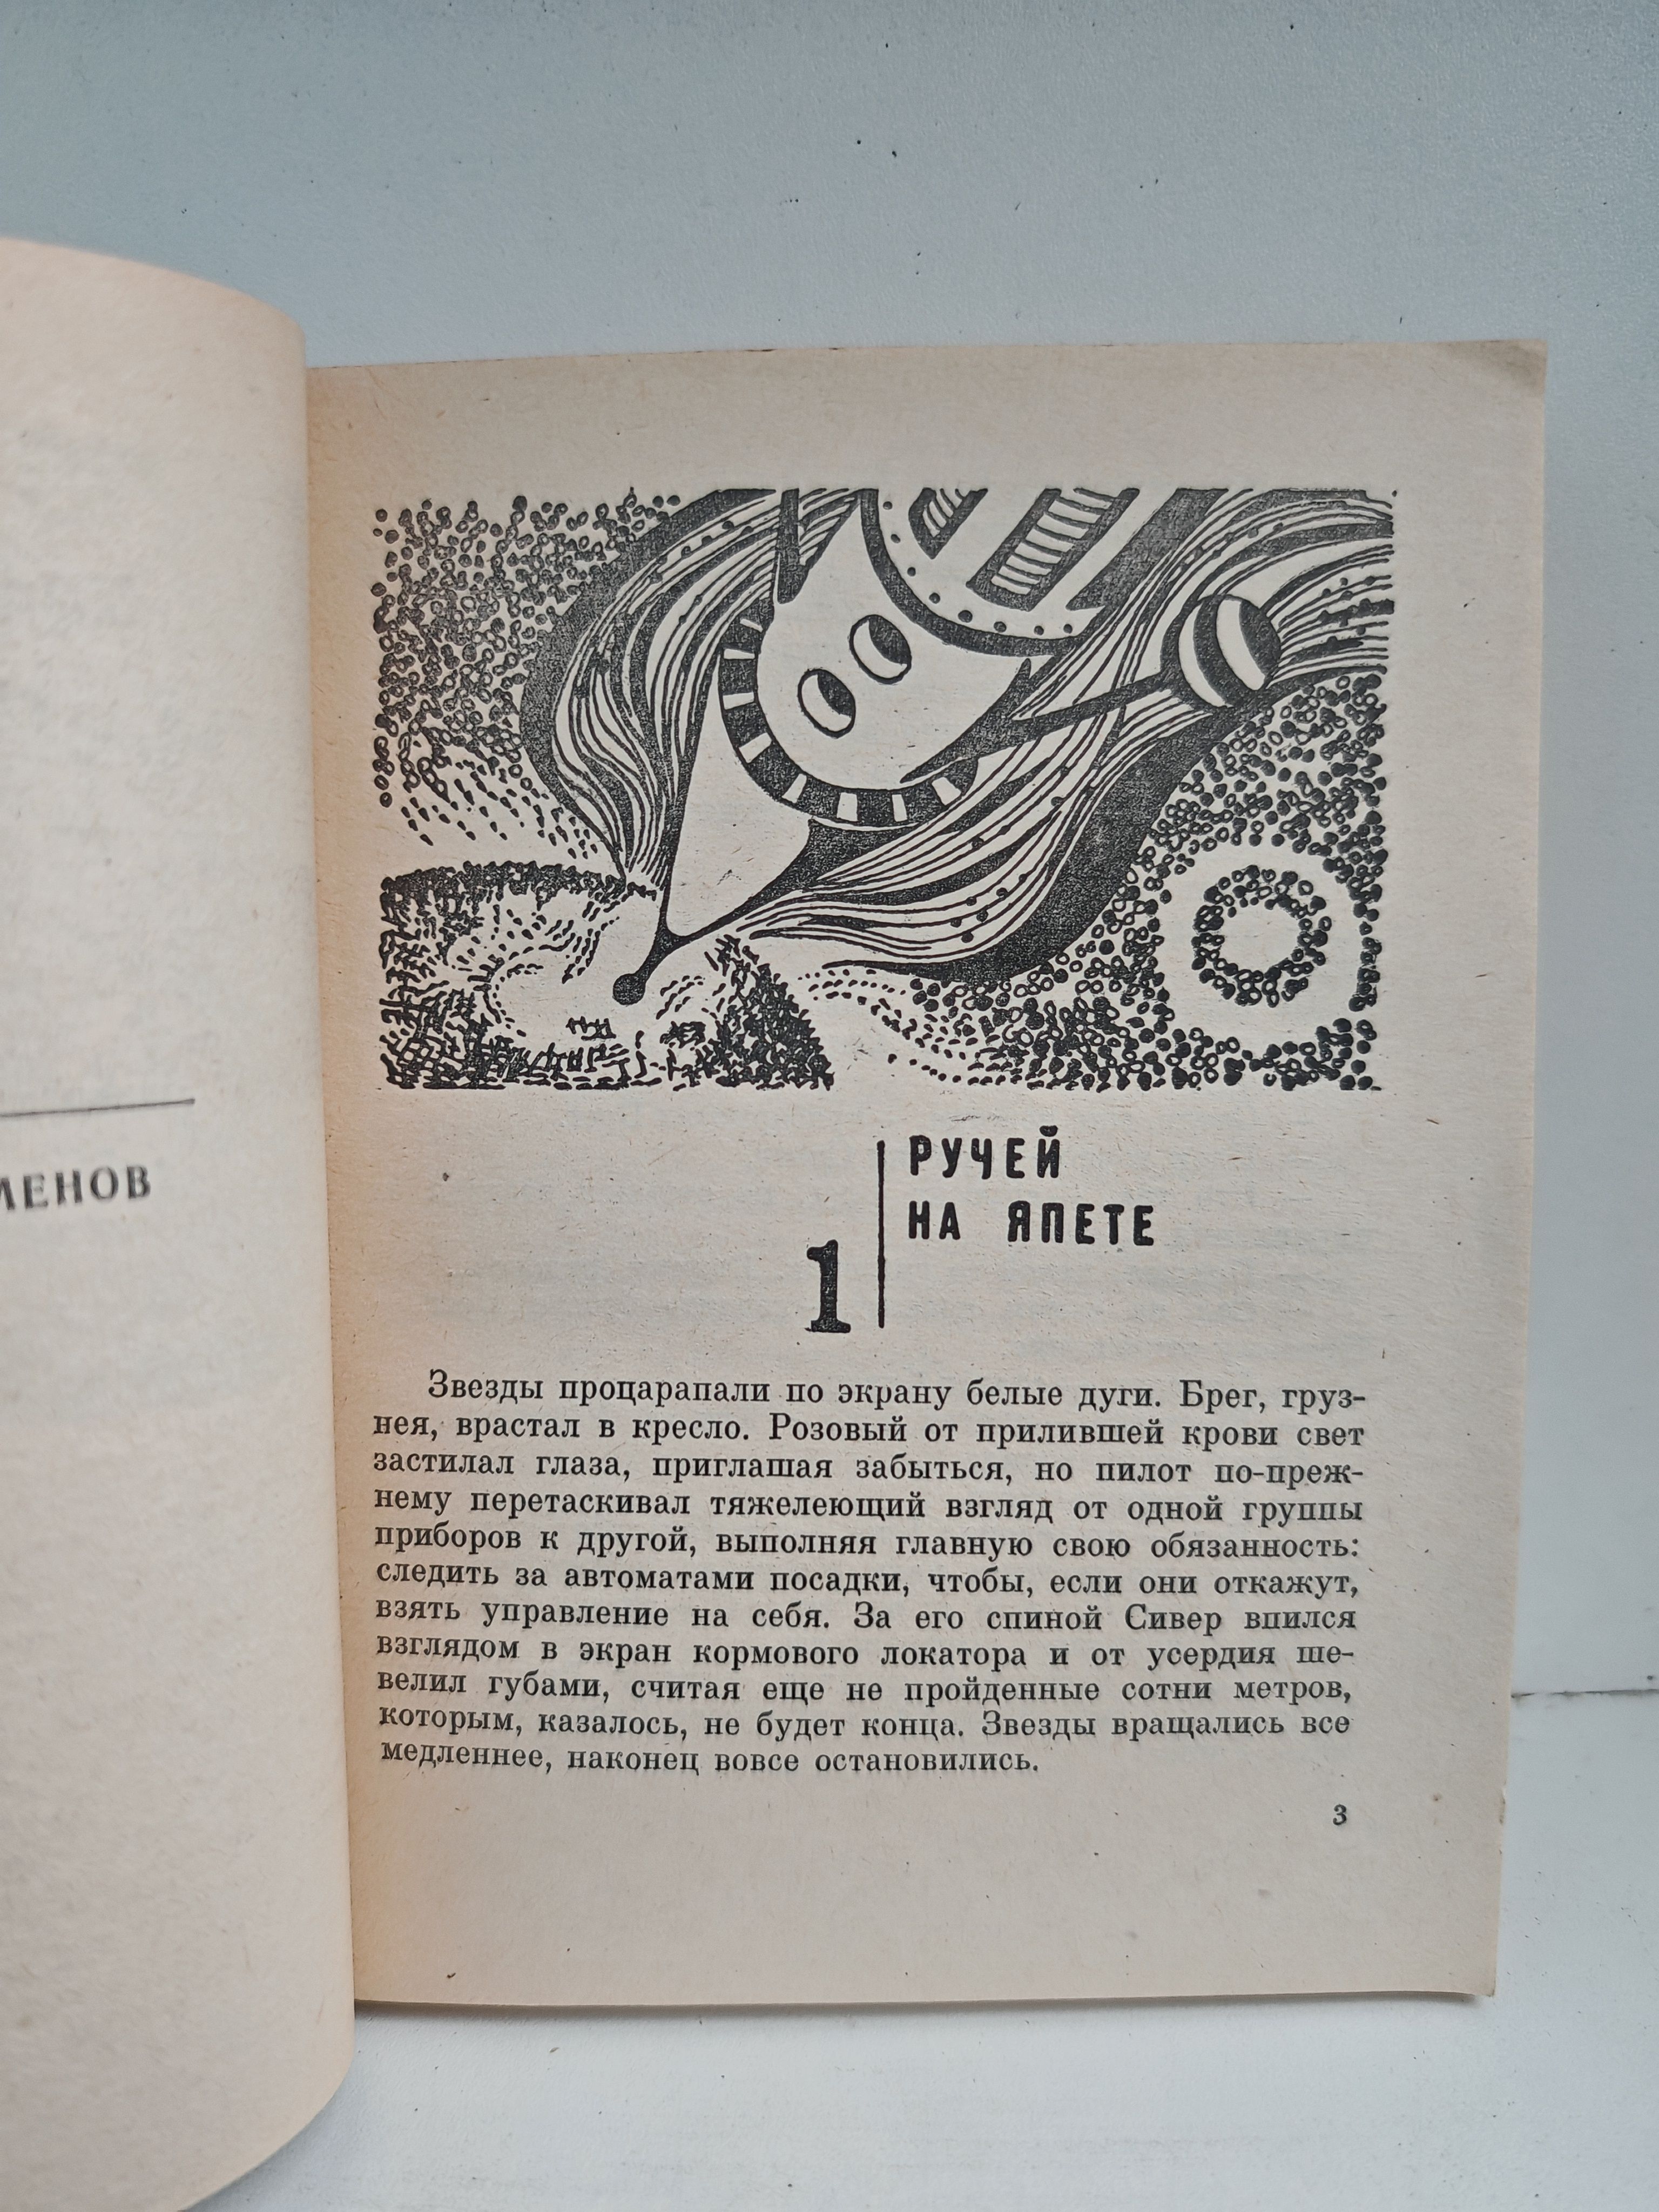 РУЧЕЙ
НА ЯПЕТЕ
1
Звезды процарапали по экрану белые дуги. Брег, груз-
нея, врастал в кресло. Розовый от прилившей крови свет
застилал глаза, приглашая забыться, но пилот по-преж-
нему перетаскивал тяжелеющий взгляд от одной группы
приборов к другой, выполняя главную свою обязанность:
следить за автоматами посадки, чтобы, если они откажут,
взять управление на себя. За его спиной Сивер впился
взглядом в экран кормового локатора и от усердия ше-
велил губами, считая еще не пройденные сотни метров,
которым, казалось, не будет конца. Звезды вращались все
медленнее, наконец вовсе остановились.
3